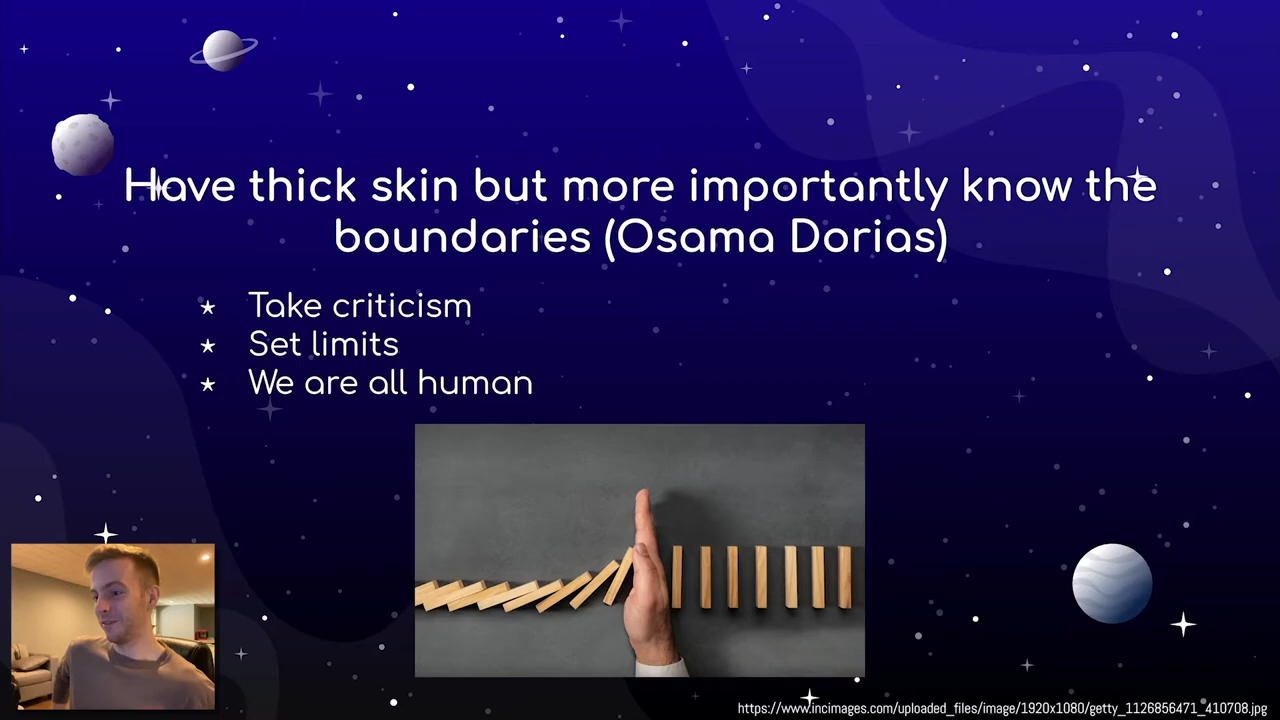 Have thick skin but more importantly know the
boundaries (Osama Dorias)
Take criticism
Set limits
We are all human
https://www.incimages.com/uploaded_files/image/1920x1080/getty_1126856471_410708.jpg